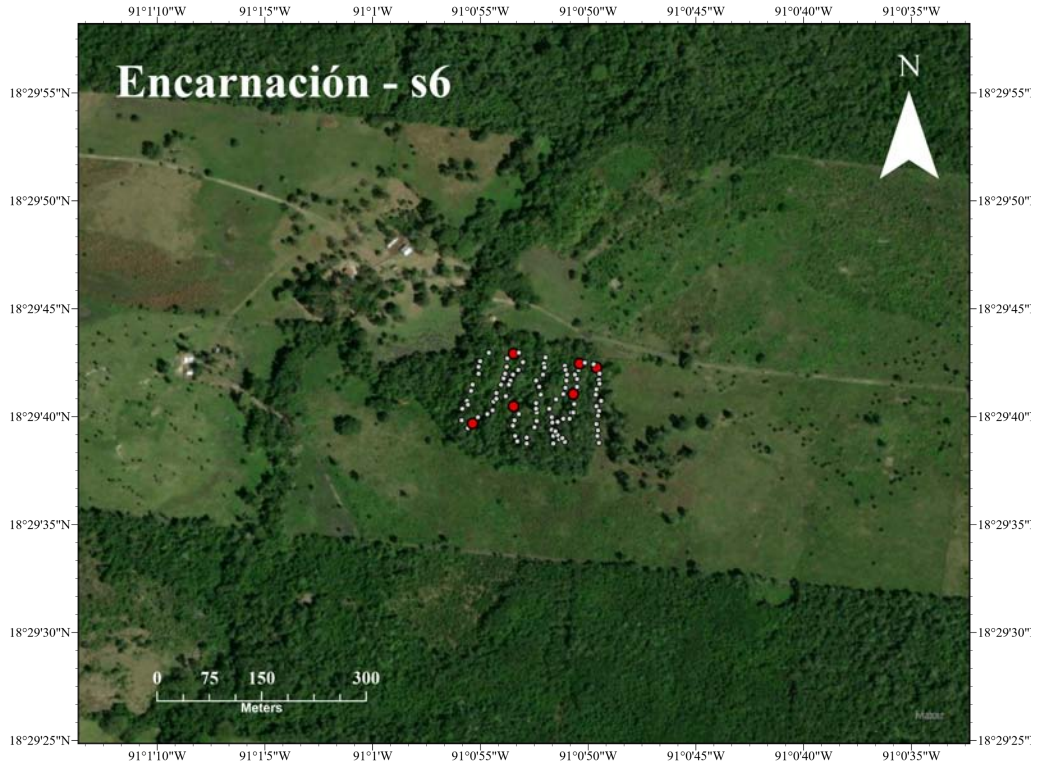 91°1'10"W 91°1'5"W 91°1'W 91°0'55"W 91°0'50"W 91°0'45"W 91°0'40"W 91°0'35"W
Encarnación - s6
N
18°29'55"N 18°29'55"N
18°29'50"N 18°29'50"N
18°29'45"N 18°29'45"N
18°29'40"N 18°29'40"N
18°29'35"N 18°29'35"N
18°29'30"N 18°29'30"N
0 75 150 300
Meters
Maxar
18°29'25"N 18°29'25"N
91°1'10"W 91°1'5"W 91°1'W 91°0'55"W 91°0'50"W 91°0'45"W 91°0'40"W 91°0'35"W